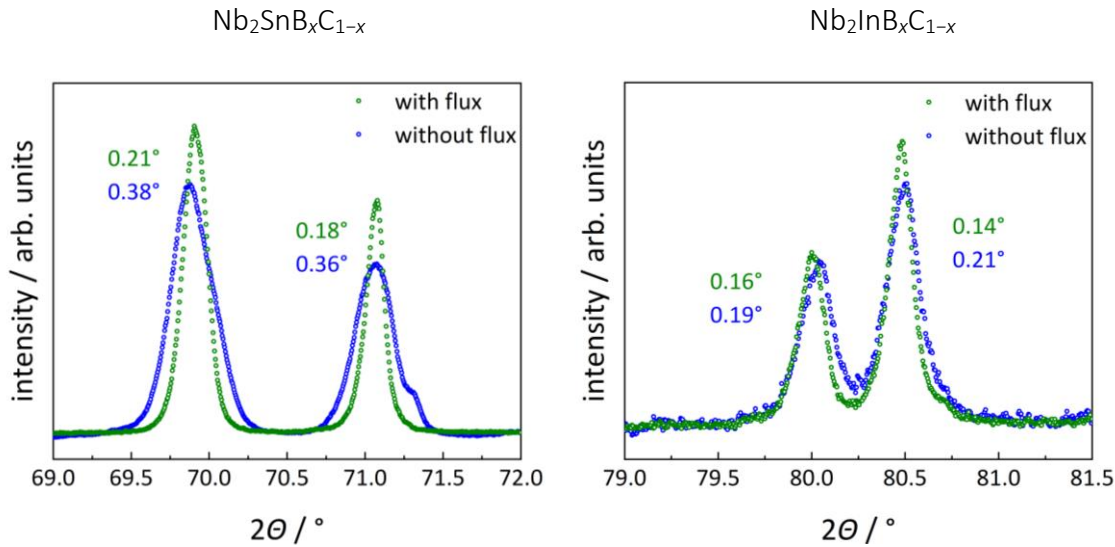 Nb₂SnBₓC₁₋ₓ
intensity / arb. units
with flux
without flux
0.21°
0.38°
0.18°
0.36°
69.0 69.5 70.0 70.5 71.0 71.5 72.0
2Θ / °
Nb₂InBₓC₁₋ₓ
intensity / arb. units
with flux
without flux
0.16°
0.19°
0.14°
0.21°
79.0 79.5 80.0 80.5 81.0 81.5
2Θ / °